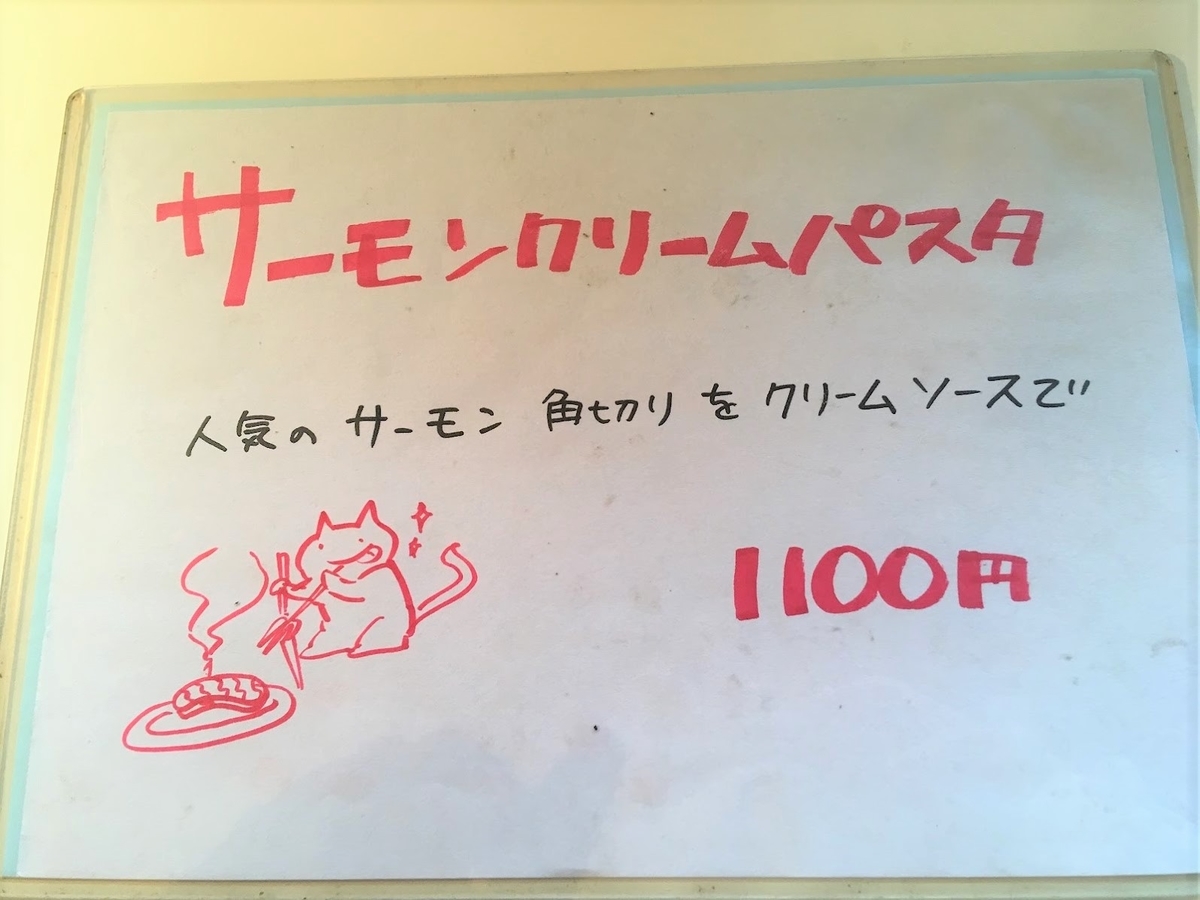 サーモンクリームパスタ
人気の サーモン 角切り を クリームソースで
1100円